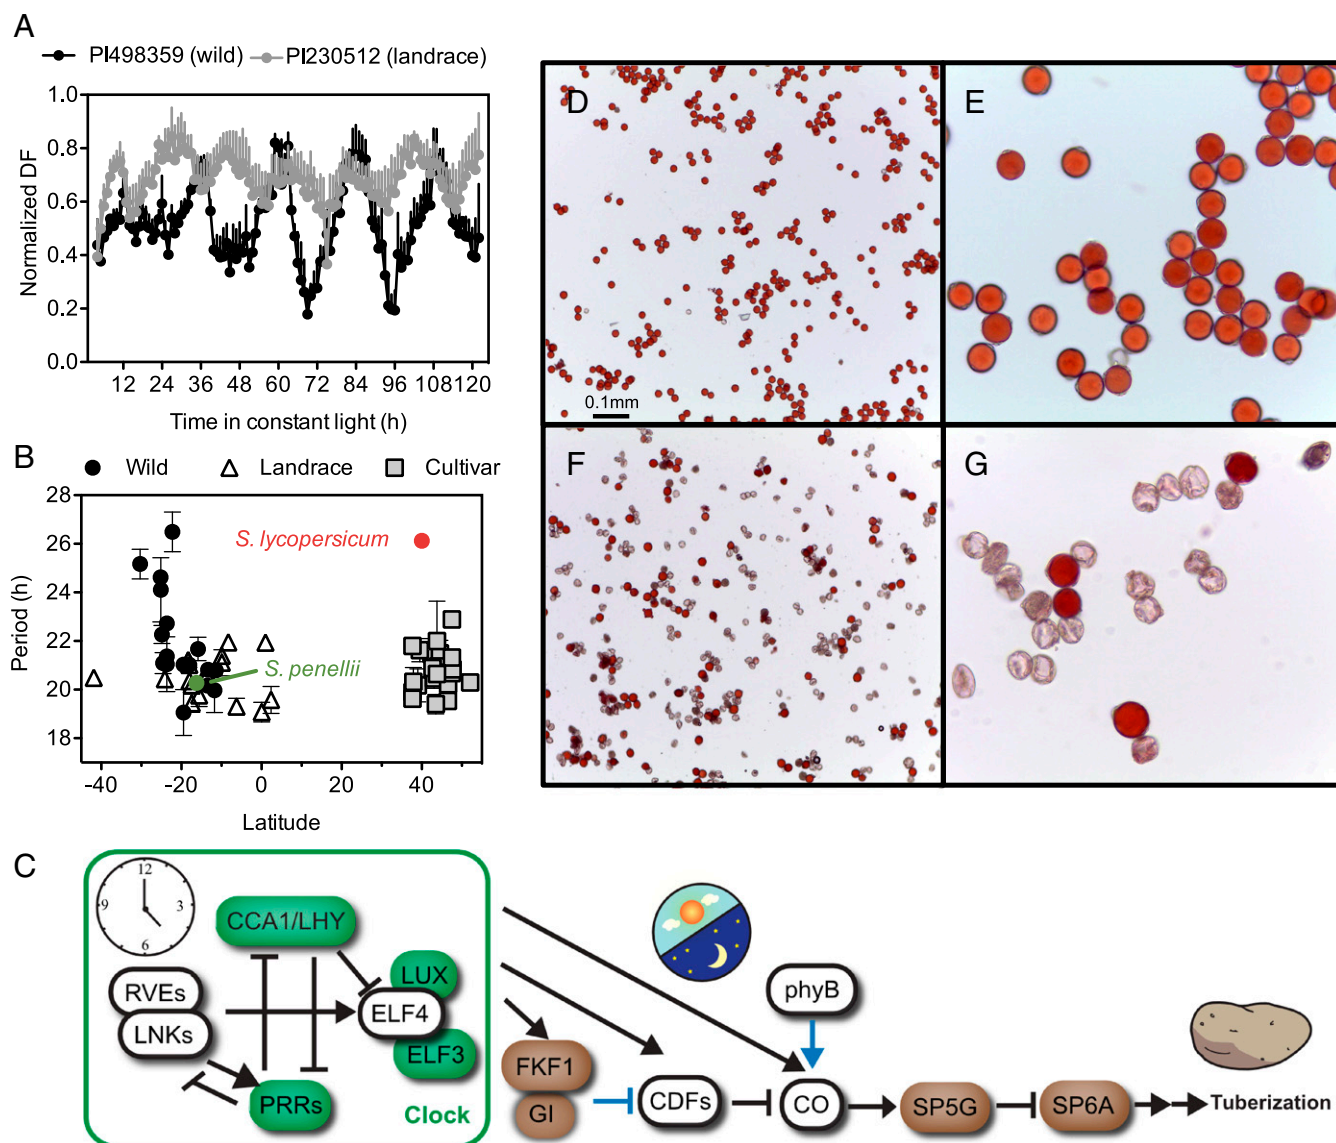 A
PI498359 (wild) PI230512 (landrace)
Normalized DF
1.0
0.8
0.6
0.4
0.2
0.0
12 24 36 48 60 72 84 96 108 120
Time in constant light (h)
B
Wild Landrace Cultivar
Period (h)
28
26
24
22
20
18
S. lycopersicum
S. penellii
-40 -20 0 20 40
Latitude
D
0.1mm
E
F
G
C
12
9 3
6
CCA1/LHY
RVEs
LNKs
LUX
ELF4
ELF3
PRRs
Clock
phyB
FKF1
GI
CDFs
CO
SP5G
SP6A
Tuberization